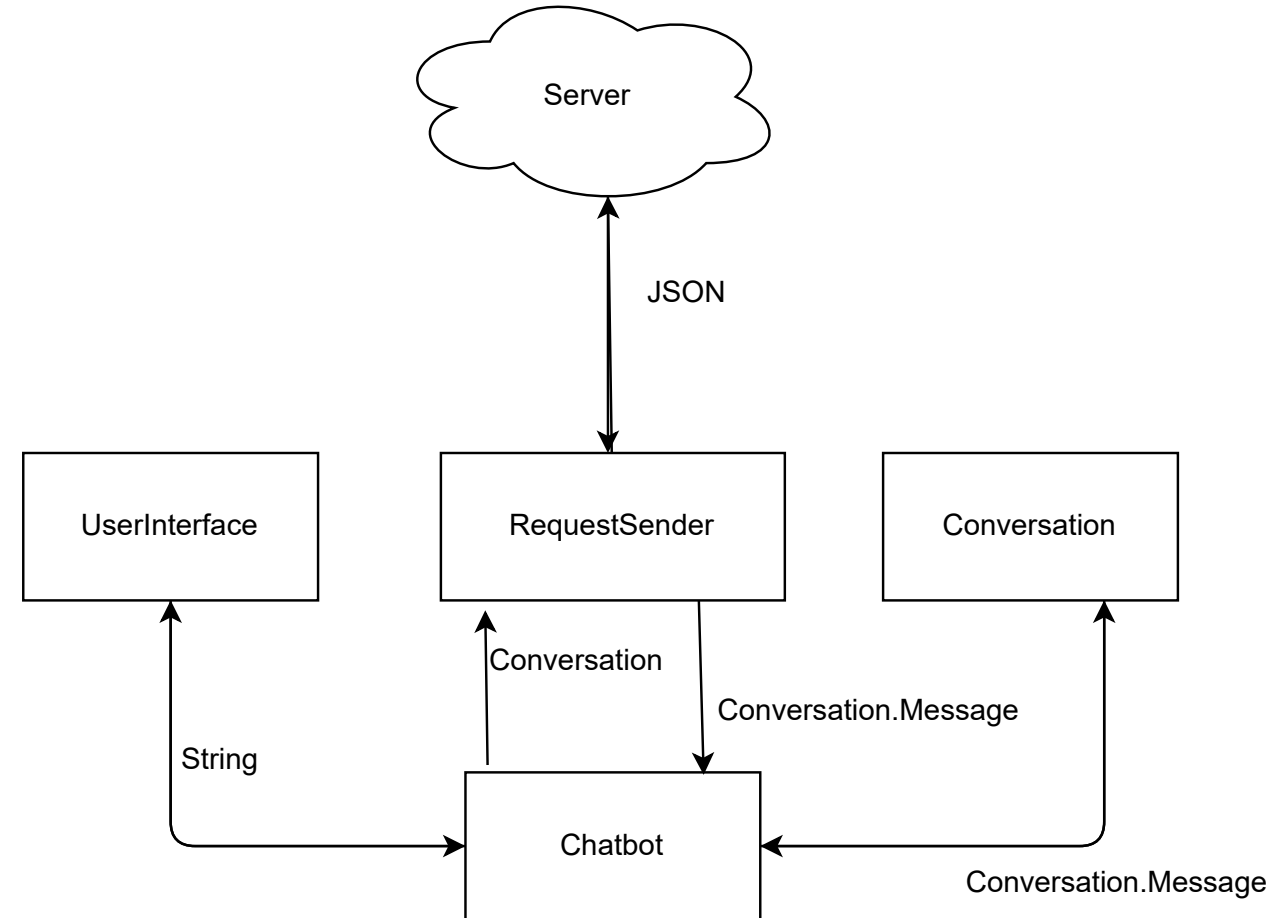 Server
JSON
UserInterface
RequestSender
Conversation
Conversation
Conversation.Message
String
Chatbot
Conversation.Message